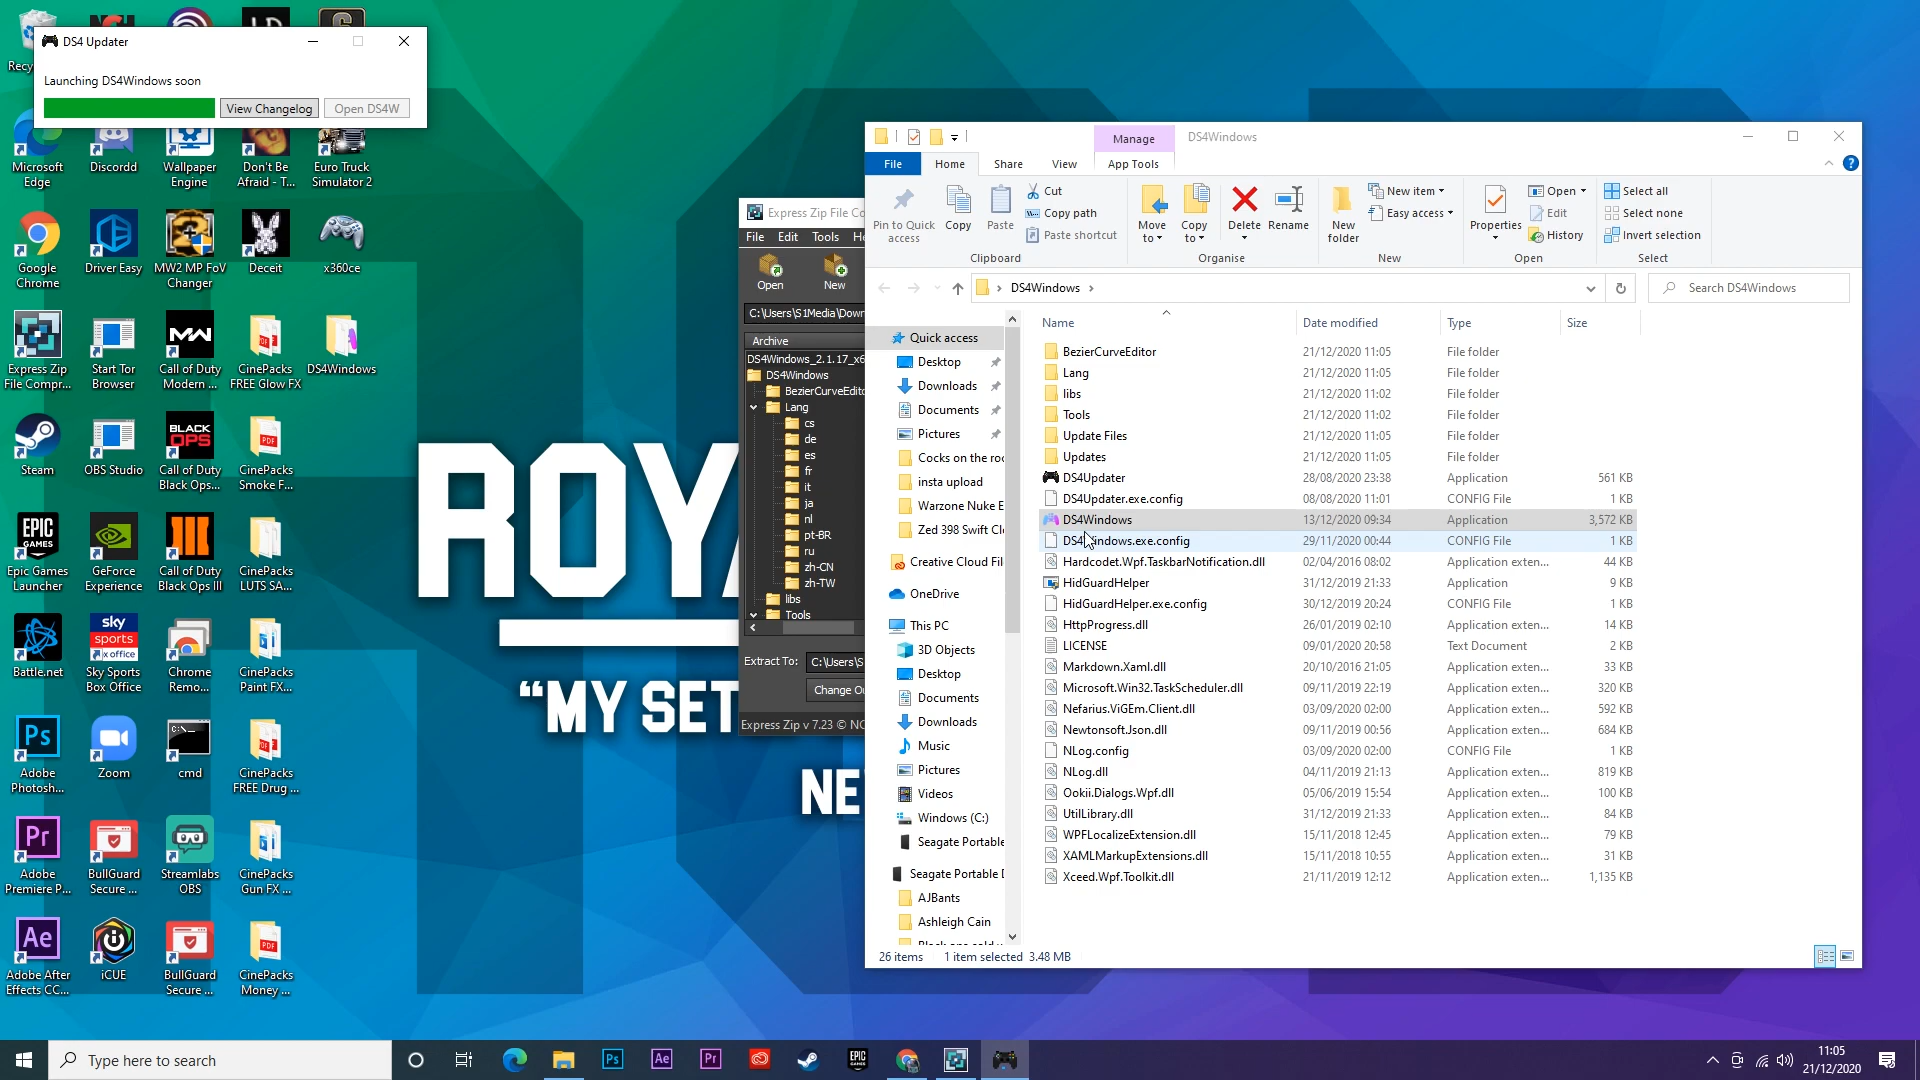 DS4 Updater
Launching DS4Windows soon
View Changelog
Open DS4W
Recy
Microsoft
Edge
Discordd
Wallpaper
Engine
Don't Be
Afraid - T...
Euro Truck
Simulator 2
Google
Chrome
Driver Easy
MW2 MP FoV
Changer
Deceit
x360ce
Express Zip
File Compr...
Start Tor
Browser
Call of Duty
Modern ...
CinePacks
FREE Glow FX
DS4Windows
Steam
OBS Studio
BLACK
OPS
Call of Duty
Black Ops...
CinePacks
Smoke F...
EPIC
GAMES
Epic Games
Launcher
GeForce
Experience
Call of Duty
Black Ops III
CinePacks
LUTS SA...
Battle.net
sky
sports
x office
Sky Sports
Box Office
Chrome
Remo...
CinePacks
Paint FX...
Ps
Adobe
Photosh...
Zoom
cmd
CinePacks
FREE Drug ...
Pr
Adobe
Premiere P...
BullGuard
Secure ...
Streamlabs
OBS
CinePacks
Gun FX ...
Ae
Adobe After
Effects CC...
iCUE
BullGuard
Secure ...
CinePacks
Money ...
ROY
“MY SET
NE
Express Zip File Co
File Edit Tools He
Open New
C:\Users\S1Media\Down
Archive
DS4Windows_2.1.17_x6
DS4Windows
BezierCurveEdito
Lang
cs
de
es
fr
it
ja
nl
pt-BR
ru
zh-CN
zh-TW
libs
Tools
Extract To: C:\Users\S
Change Ou
Express Zip v 7.23 © NC
Manage DS4Windows
File Home Share View App Tools
Pin to Quick
access
Copy
Paste
Cut
Copy path
Paste shortcut
Clipboard
Move
to
Copy
to
Delete
Rename
Organise
New
folder
New item
Easy access
New
Properties
Open
Edit
History
Open
Select all
Select none
Invert selection
Select
DS4Windows
Search DS4Windows
Quick access
Desktop
Downloads
Documents
Pictures
Cocks on the roo
insta upload
Warzone Nuke E
Zed 398 Swift Cle
Creative Cloud Fil
OneDrive
This PC
3D Objects
Desktop
Documents
Downloads
Music
Pictures
Videos
Windows (C:)
Seagate Portable
Seagate Portable D
AJBants
Ashleigh Cain
Name Date modified Type Size
BezierCurveEditor 21/12/2020 11:05 File folder
Lang 21/12/2020 11:05 File folder
libs 21/12/2020 11:02 File folder
Tools 21/12/2020 11:02 File folder
Update Files 21/12/2020 11:05 File folder
Updates 21/12/2020 11:05 File folder
DS4Updater 28/08/2020 23:38 Application 561 KB
DS4Updater.exe.config 08/08/2020 11:01 CONFIG File 1 KB
DS4Windows 13/12/2020 09:34 Application 3,572 KB
DS4Windows.exe.config 29/11/2020 00:44 CONFIG File 1 KB
Hardcodet.Wpf.TaskbarNotification.dll 02/04/2016 08:02 Application exten... 44 KB
HidGuardHelper 31/12/2019 21:33 Application 9 KB
HidGuardHelper.exe.config 30/12/2019 20:24 CONFIG File 1 KB
HttpProgress.dll 26/01/2019 02:10 Application exten... 14 KB
LICENSE 09/01/2020 20:58 Text Document 2 KB
Markdown.Xaml.dll 20/10/2016 21:05 Application exten... 33 KB
Microsoft.Win32.TaskScheduler.dll 09/11/2019 22:19 Application exten... 320 KB
Nefarius.ViGEm.Client.dll 03/09/2020 02:00 Application exten... 592 KB
Newtonsoft.Json.dll 09/11/2019 00:56 Application exten... 684 KB
NLog.config 03/09/2020 02:00 CONFIG File 1 KB
NLog.dll 04/11/2019 21:13 Application exten... 819 KB
Ookii.Dialogs.Wpf.dll 05/06/2019 15:54 Application exten... 100 KB
UtilLibrary.dll 31/12/2019 21:33 Application exten... 84 KB
WPFLocalizeExtension.dll 15/11/2018 12:45 Application exten... 79 KB
XAMLMarkupExtensions.dll 15/11/2018 10:55 Application exten... 31 KB
Xceed.Wpf.Toolkit.dll 21/11/2019 12:12 Application exten... 1,135 KB
26 items 1 item selected 3.48 MB
Type here to search
Ps
Ae
Pr
EPIC
11:05
21/12/2020